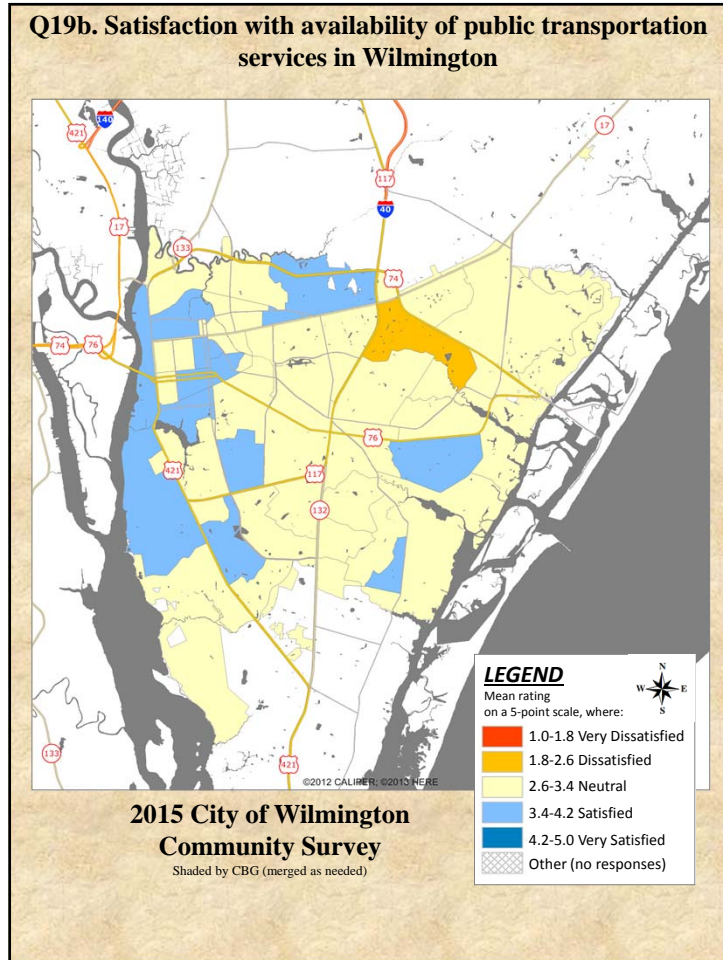 Q19b. Satisfaction with availability of public transportation
services in Wilmington
140
421
17
117
17
40
133
74
74
76
76
421
117
132
LEGEND
Mean rating
on a 5-point scale, where:
N
W E
S
1.0-1.8 Very Dissatisfied
1.8-2.6 Dissatisfied
2.6-3.4 Neutral
3.4-4.2 Satisfied
4.2-5.0 Very Satisfied
Other (no responses)
133
421
©2012 CALIPER; ©2013 HERE
2015 City of Wilmington
Community Survey
Shaded by CBG (merged as needed)